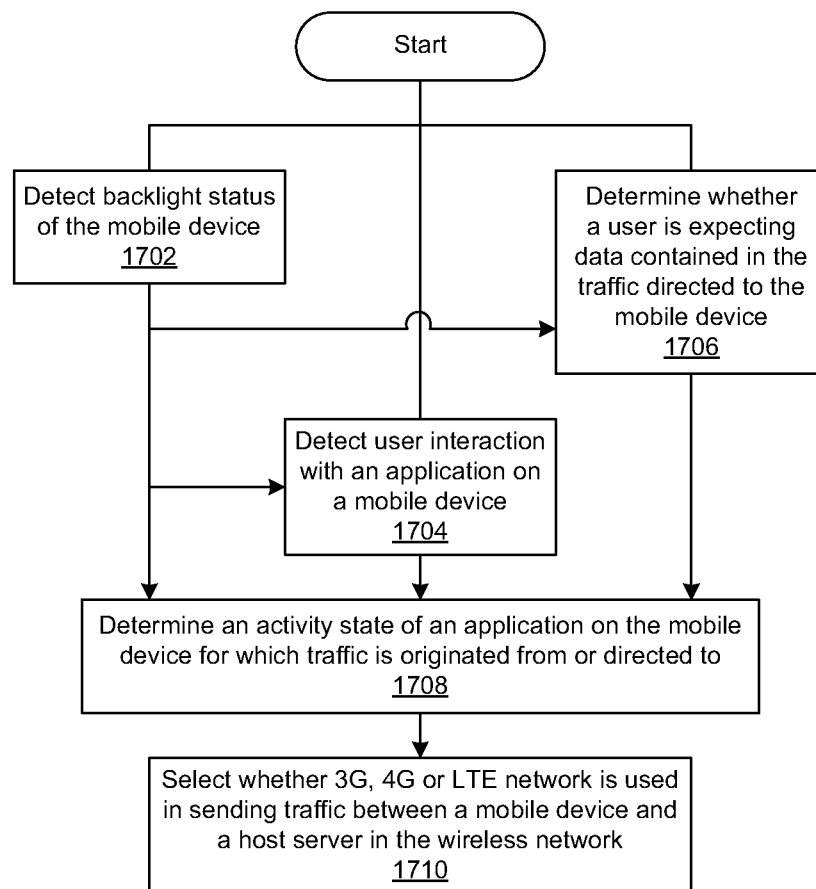 Start
Detect backlight status
of the mobile device
1702
Determine whether
a user is expecting
data contained in the
traffic directed to the
mobile device
1706
Detect user interaction
with an application on
a mobile device
1704
Determine an activity state of an application on the mobile
device for which traffic is originated from or directed to
1708
Select whether 3G, 4G or LTE network is used
in sending traffic between a mobile device and
a host server in the wireless network
1710